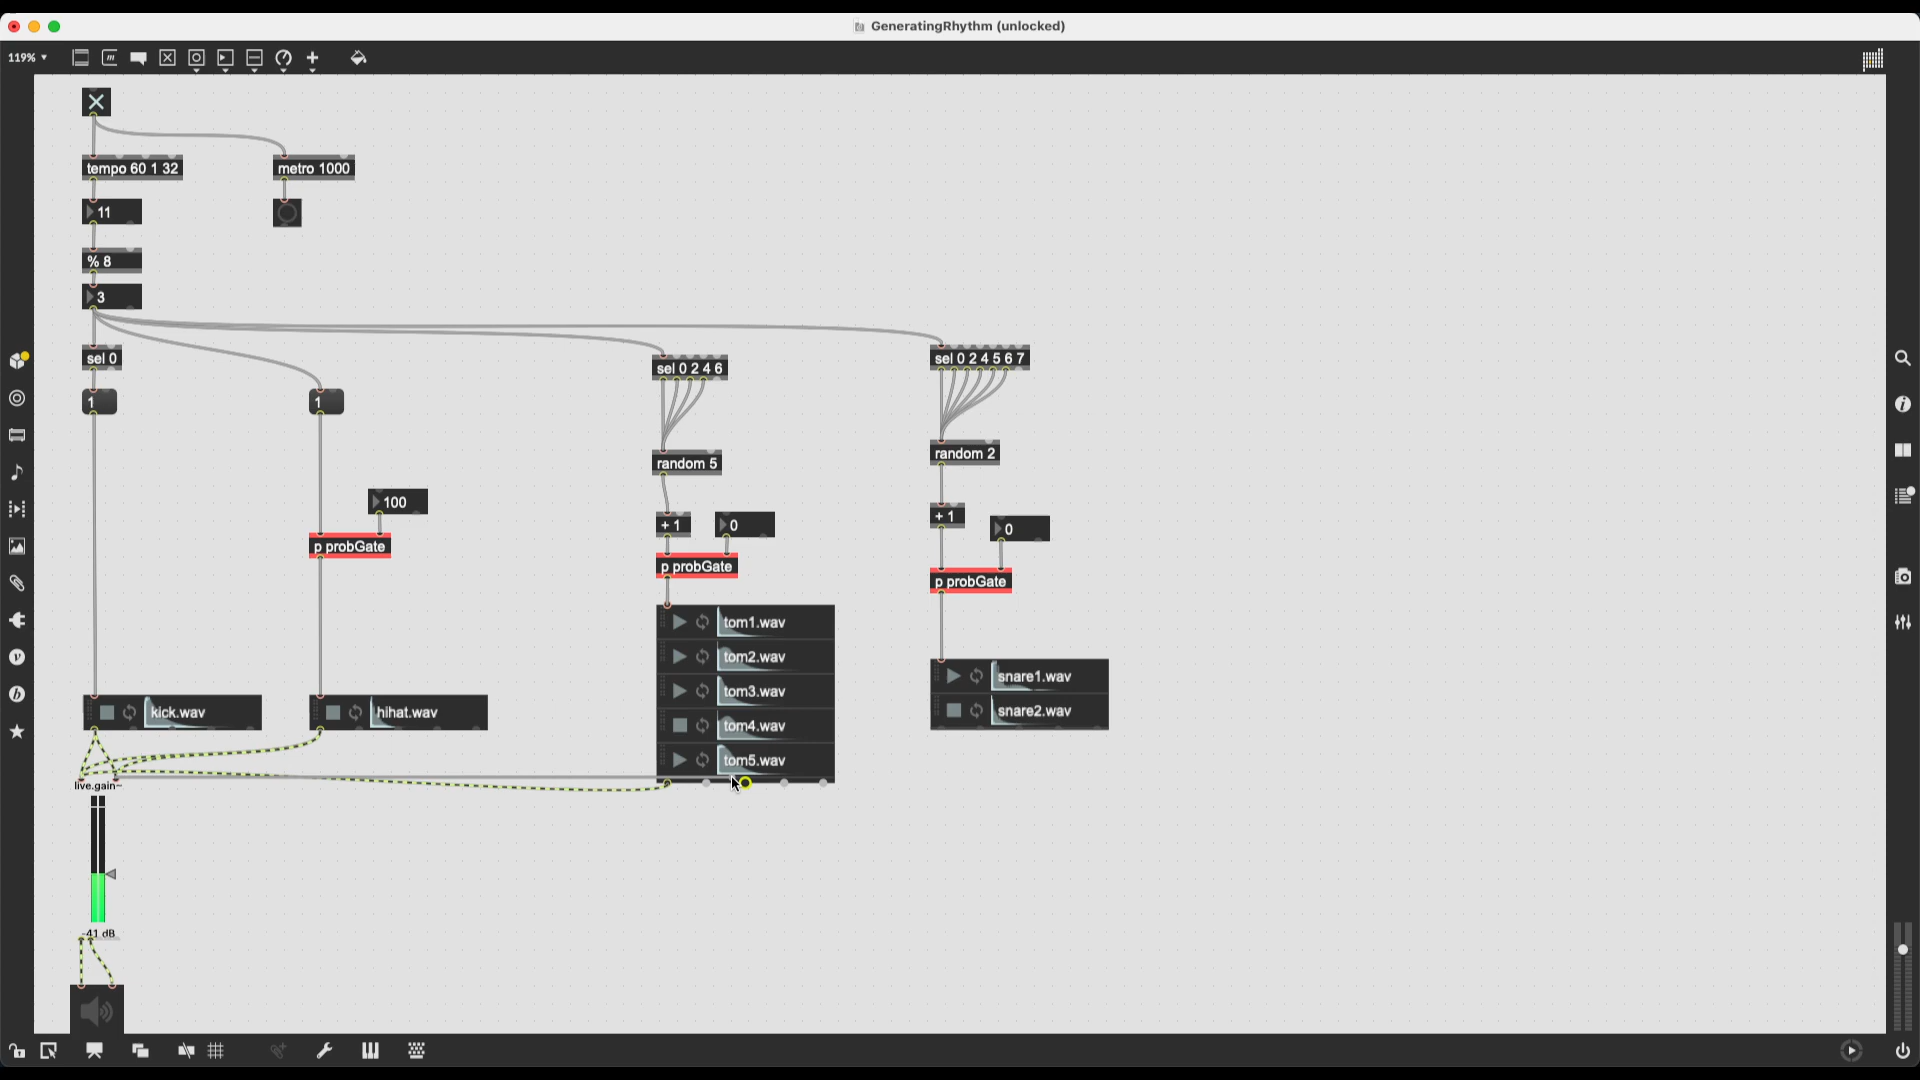 GeneratingRhythm (unlocked)
119%
tempo 60 1 32
metro 1000
11
% 8
3
sel 0
sel 0 2 4 6
sel 0 2 4 5 6 7
1
1
random 5
random 2
100
+ 1
0
+ 1
0
p probGate
p probGate
p probGate
tom1.wav
tom2.wav
tom3.wav
tom4.wav
tom5.wav
snare1.wav
snare2.wav
kick.wav
hihat.wav
live.gain~
-41 dB